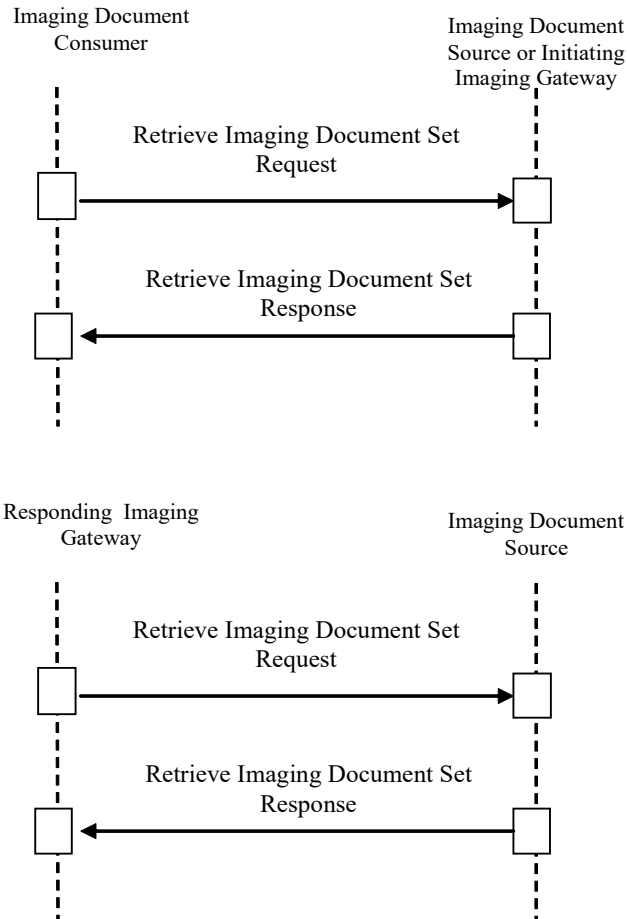 Imaging Document
Consumer
Imaging Document
Source or Initiating
Imaging Gateway
Retrieve Imaging Document Set
Request
Retrieve Imaging Document Set
Response
Responding Imaging
Gateway
Imaging Document
Source
Retrieve Imaging Document Set
Request
Retrieve Imaging Document Set
Response